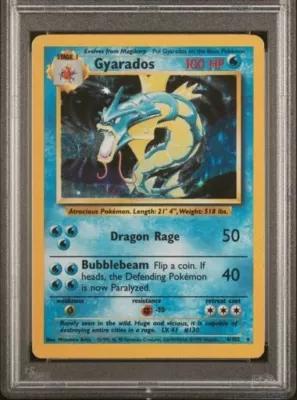 Evolves from Magikarp Put Gyarados on the Basic Pokémon
STAGE 1
Gyarados 100 HP
Atrocious Pokémon. Length: 21' 4", Weight: 518 lbs.
Dragon Rage 50
Bubblebeam Flip a coin. If
heads, the Defending Pokémon
is now Paralyzed.
40
weakness resistance retreat cost
-30
Rarely seen in the wild. Huge and vicious, it is capable of
destroying entire cities in a rage. LV. 41 #130
6/102